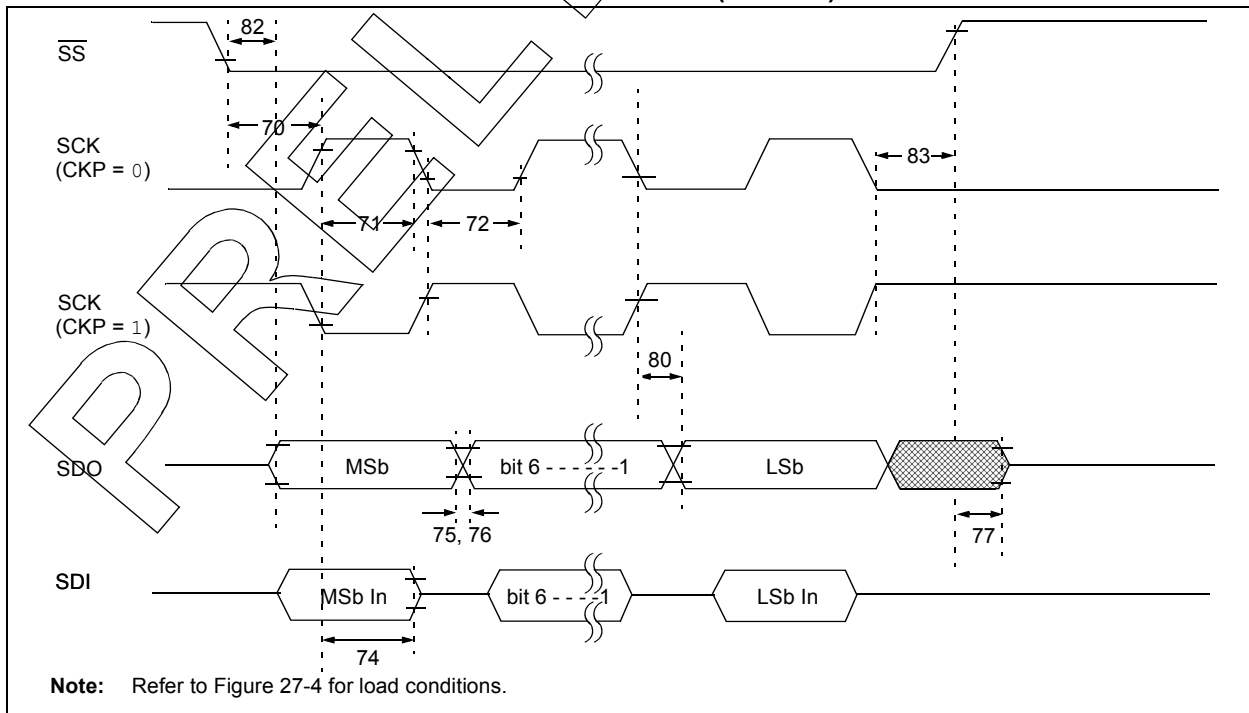 SS
82
70
SCK
(CKP = 0)
83
71
72
SCK
(CKP = 1)
80
SDO
MSb
bit 6 - - - - - -1
LSb
75, 76
77
SDI
MSb In
bit 6 - - - -1
LSb In
74
Note: Refer to Figure 27-4 for load conditions.
PREL